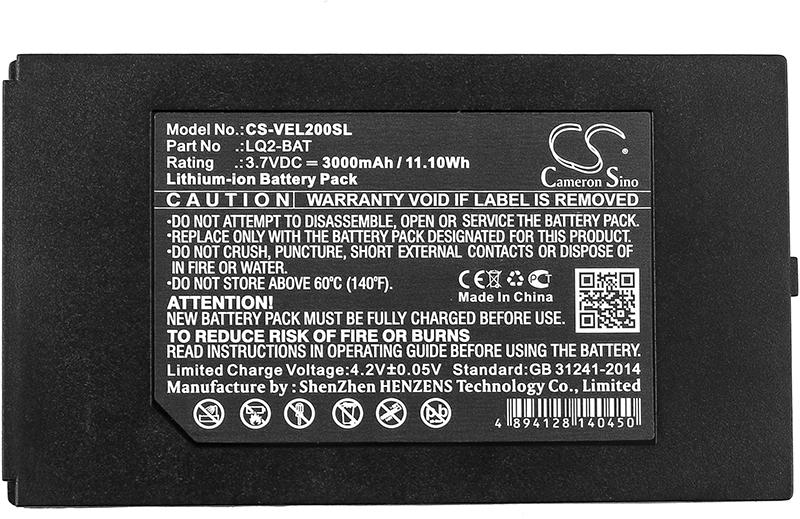 Model No.:CS-VEL200SL
Part No .:LQ2-BAT
Rating .:3.7VDC ⎓ 3000mAh / 11.10Wh
Lithium-ion Battery Pack
CS
Cameron Sino
CAUTION WARRANTY VOID IF LABEL IS REMOVED
•DO NOT ATTEMPT TO DISASSEMBLE, OPEN OR SERVICE THE BATTERY PACK.
•REPLACE ONLY WITH THE BATTERY PACK DESIGNATED FOR THIS PRODUCT.
•DO NOT CRUSH, PUNCTURE, SHORT EXTERNAL CONTACTS OR DISPOSE OF
IN FIRE OR WATER.
•DO NOT STORE ABOVE 60°C (140°F).
CE
Made In China
ATTENTION!
NEW BATTERY PACK MUST BE FULLY CHARGED BEFORE FIRST USE.
TO REDUCE RISK OF FIRE OR BURNS
READ INSTRUCTIONS IN OPERATING GUIDE BEFORE USING BATTERY.
Limited Charge Voltage:4.2V±0.05V Standard:GB 31241-2014
Manufacture by : ShenZhen HENZENS Technology Co., Limited.
Pb
4 894128 140450